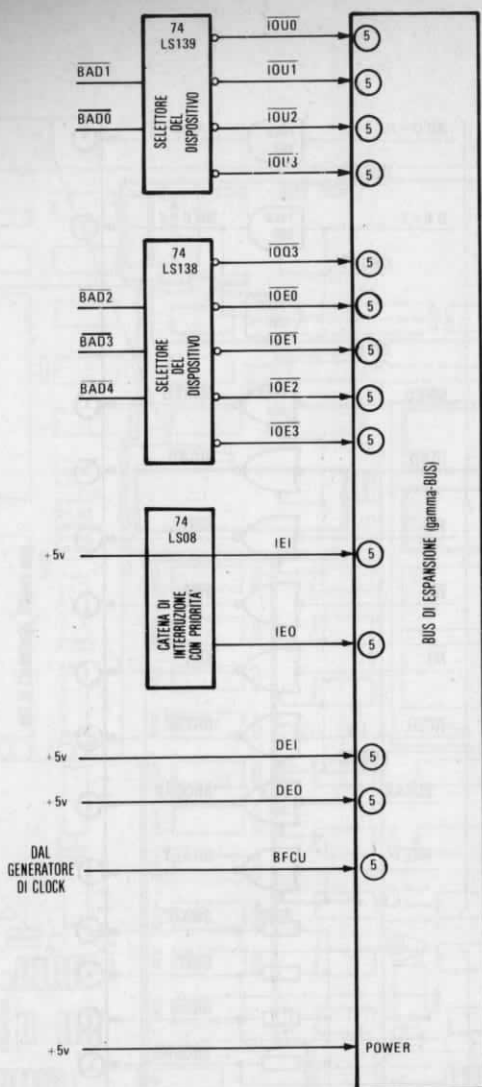 74
LS139
SELETTORE
DEL
DISPOSITIVO
BAD1
BAD0
IOU0
5
IOU1
5
IOU2
5
IOU3
5
74
LS138
SELETTORE
DEL
DISPOSITIVO
BAD2
BAD3
BAD4
IOQ3
5
IOE0
5
IOE1
5
IOE2
5
IOE3
5
74
LS08
CATENA DI
INTERRUZIONE
CON PRIORITA'
+5v
IEI
5
IEO
5
BUS DI ESPANSIONE (gamma-BUS)
+5v
DEI
5
+5v
DEO
5
DAL
GENERATORE
DI CLOCK
BFCU
5
+5v
POWER